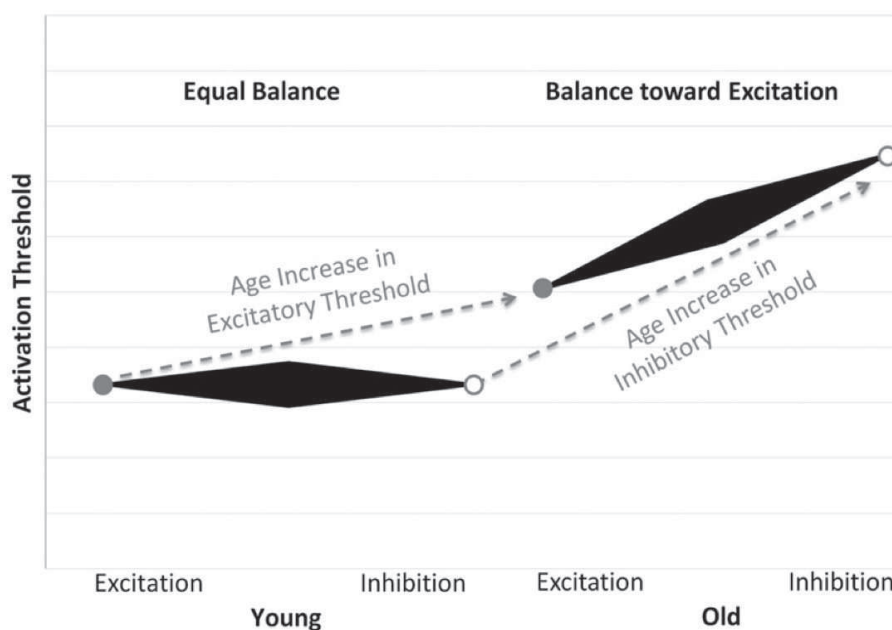 Equal Balance
Balance toward Excitation
Activation Threshold
Age Increase in
Excitatory Threshold
Age Increase in
Inhibitory Threshold
Excitation
Inhibition
Excitation
Inhibition
Young
Old